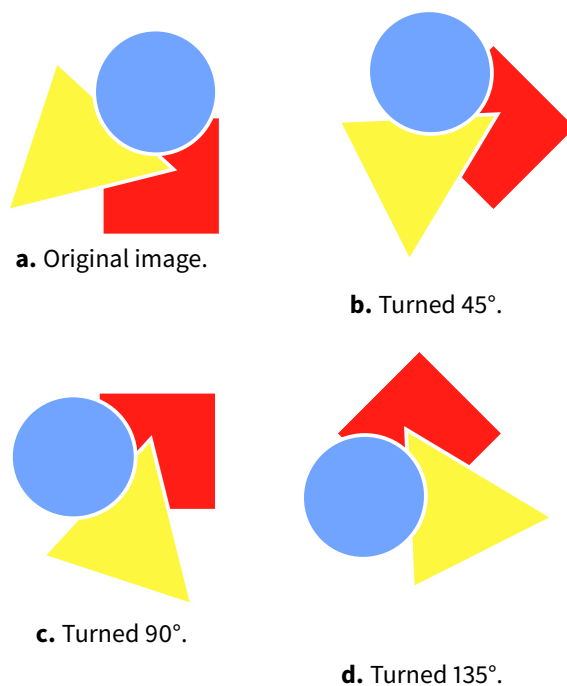 a. Original image.
b. Turned 45°.
c. Turned 90°.
d. Turned 135°.